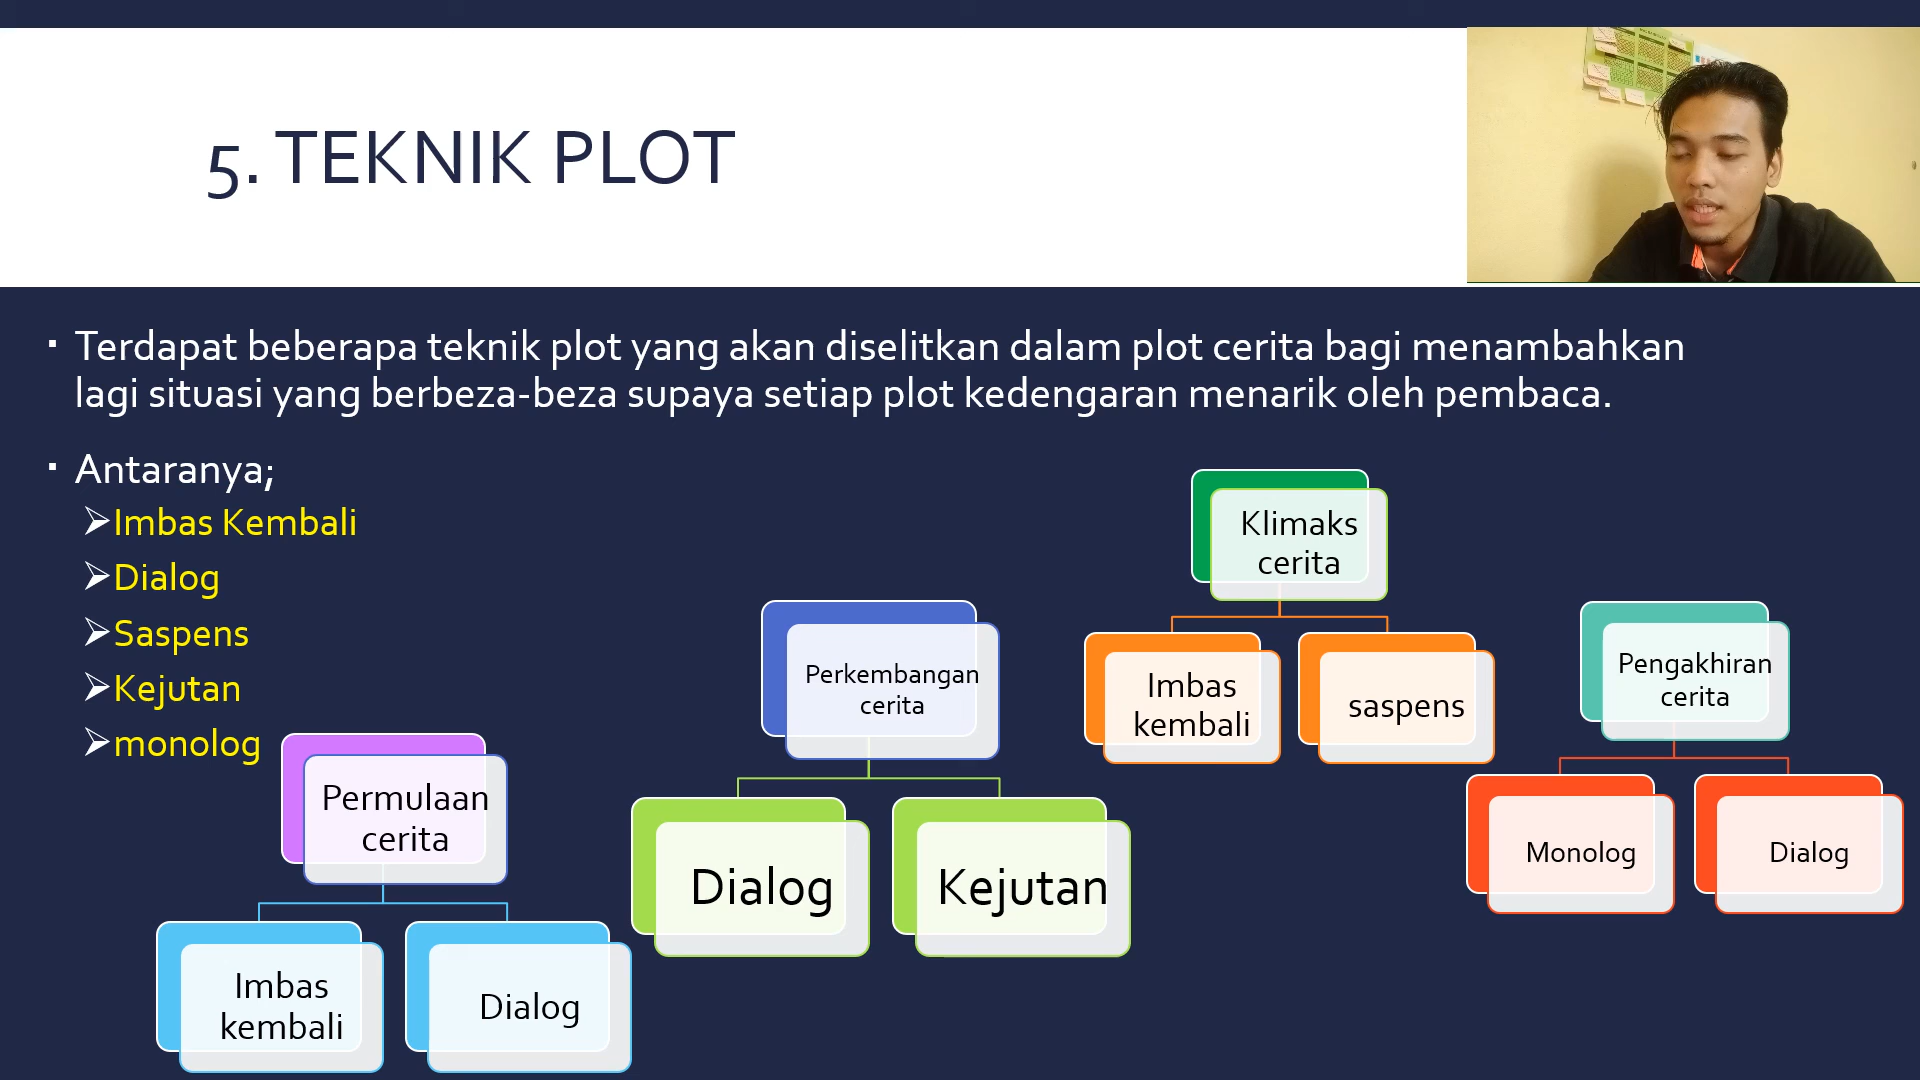 5. TEKNIK PLOT
Terdapat beberapa teknik plot yang akan diselitkan dalam plot cerita bagi menambahkan
lagi situasi yang berbeza-beza supaya setiap plot kedengaran menarik oleh pembaca.
Antaranya;
Imbas Kembali
Dialog
Saspens
Kejutan
monolog
Permulaan
cerita
Imbas
kembali
Dialog
Perkembangan
cerita
Dialog
Kejutan
Klimaks
cerita
Imbas
kembali
saspens
Pengakhiran
cerita
Monolog
Dialog